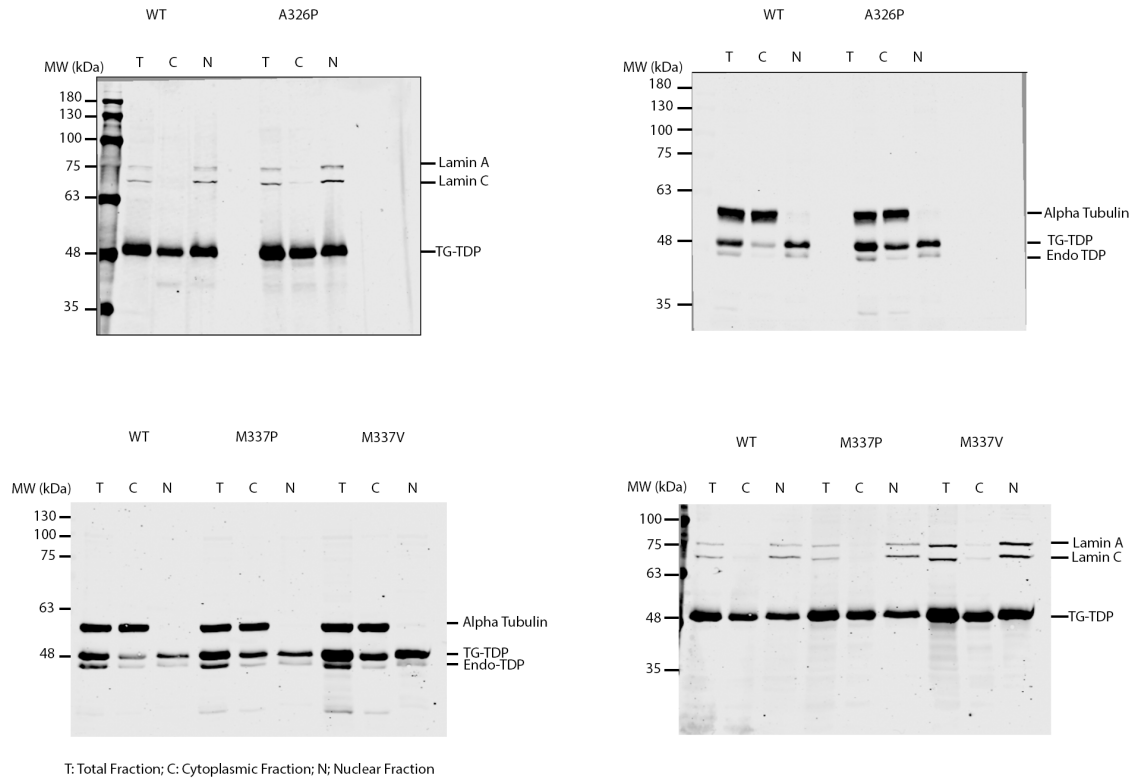 WT A326P
T C N T C N
MW (kDa)
180
130
100
75
63
48
35
Lamin A
Lamin C
TG-TDP
WT A326P
T C N T C N
MW (kDa)
180
130
100
75
63
48
35
Alpha Tubulin
TG-TDP
Endo TDP
WT M337P M337V
MW (kDa) T C N T C N T C N
130
100
75
63
48
Alpha Tubulin
TG-TDP
Endo-TDP
WT M337P M337V
MW (kDa) T C N T C N T C N
100
75
63
48
35
Lamin A
Lamin C
TG-TDP
T: Total Fraction; C: Cytoplasmic Fraction; N; Nuclear Fraction